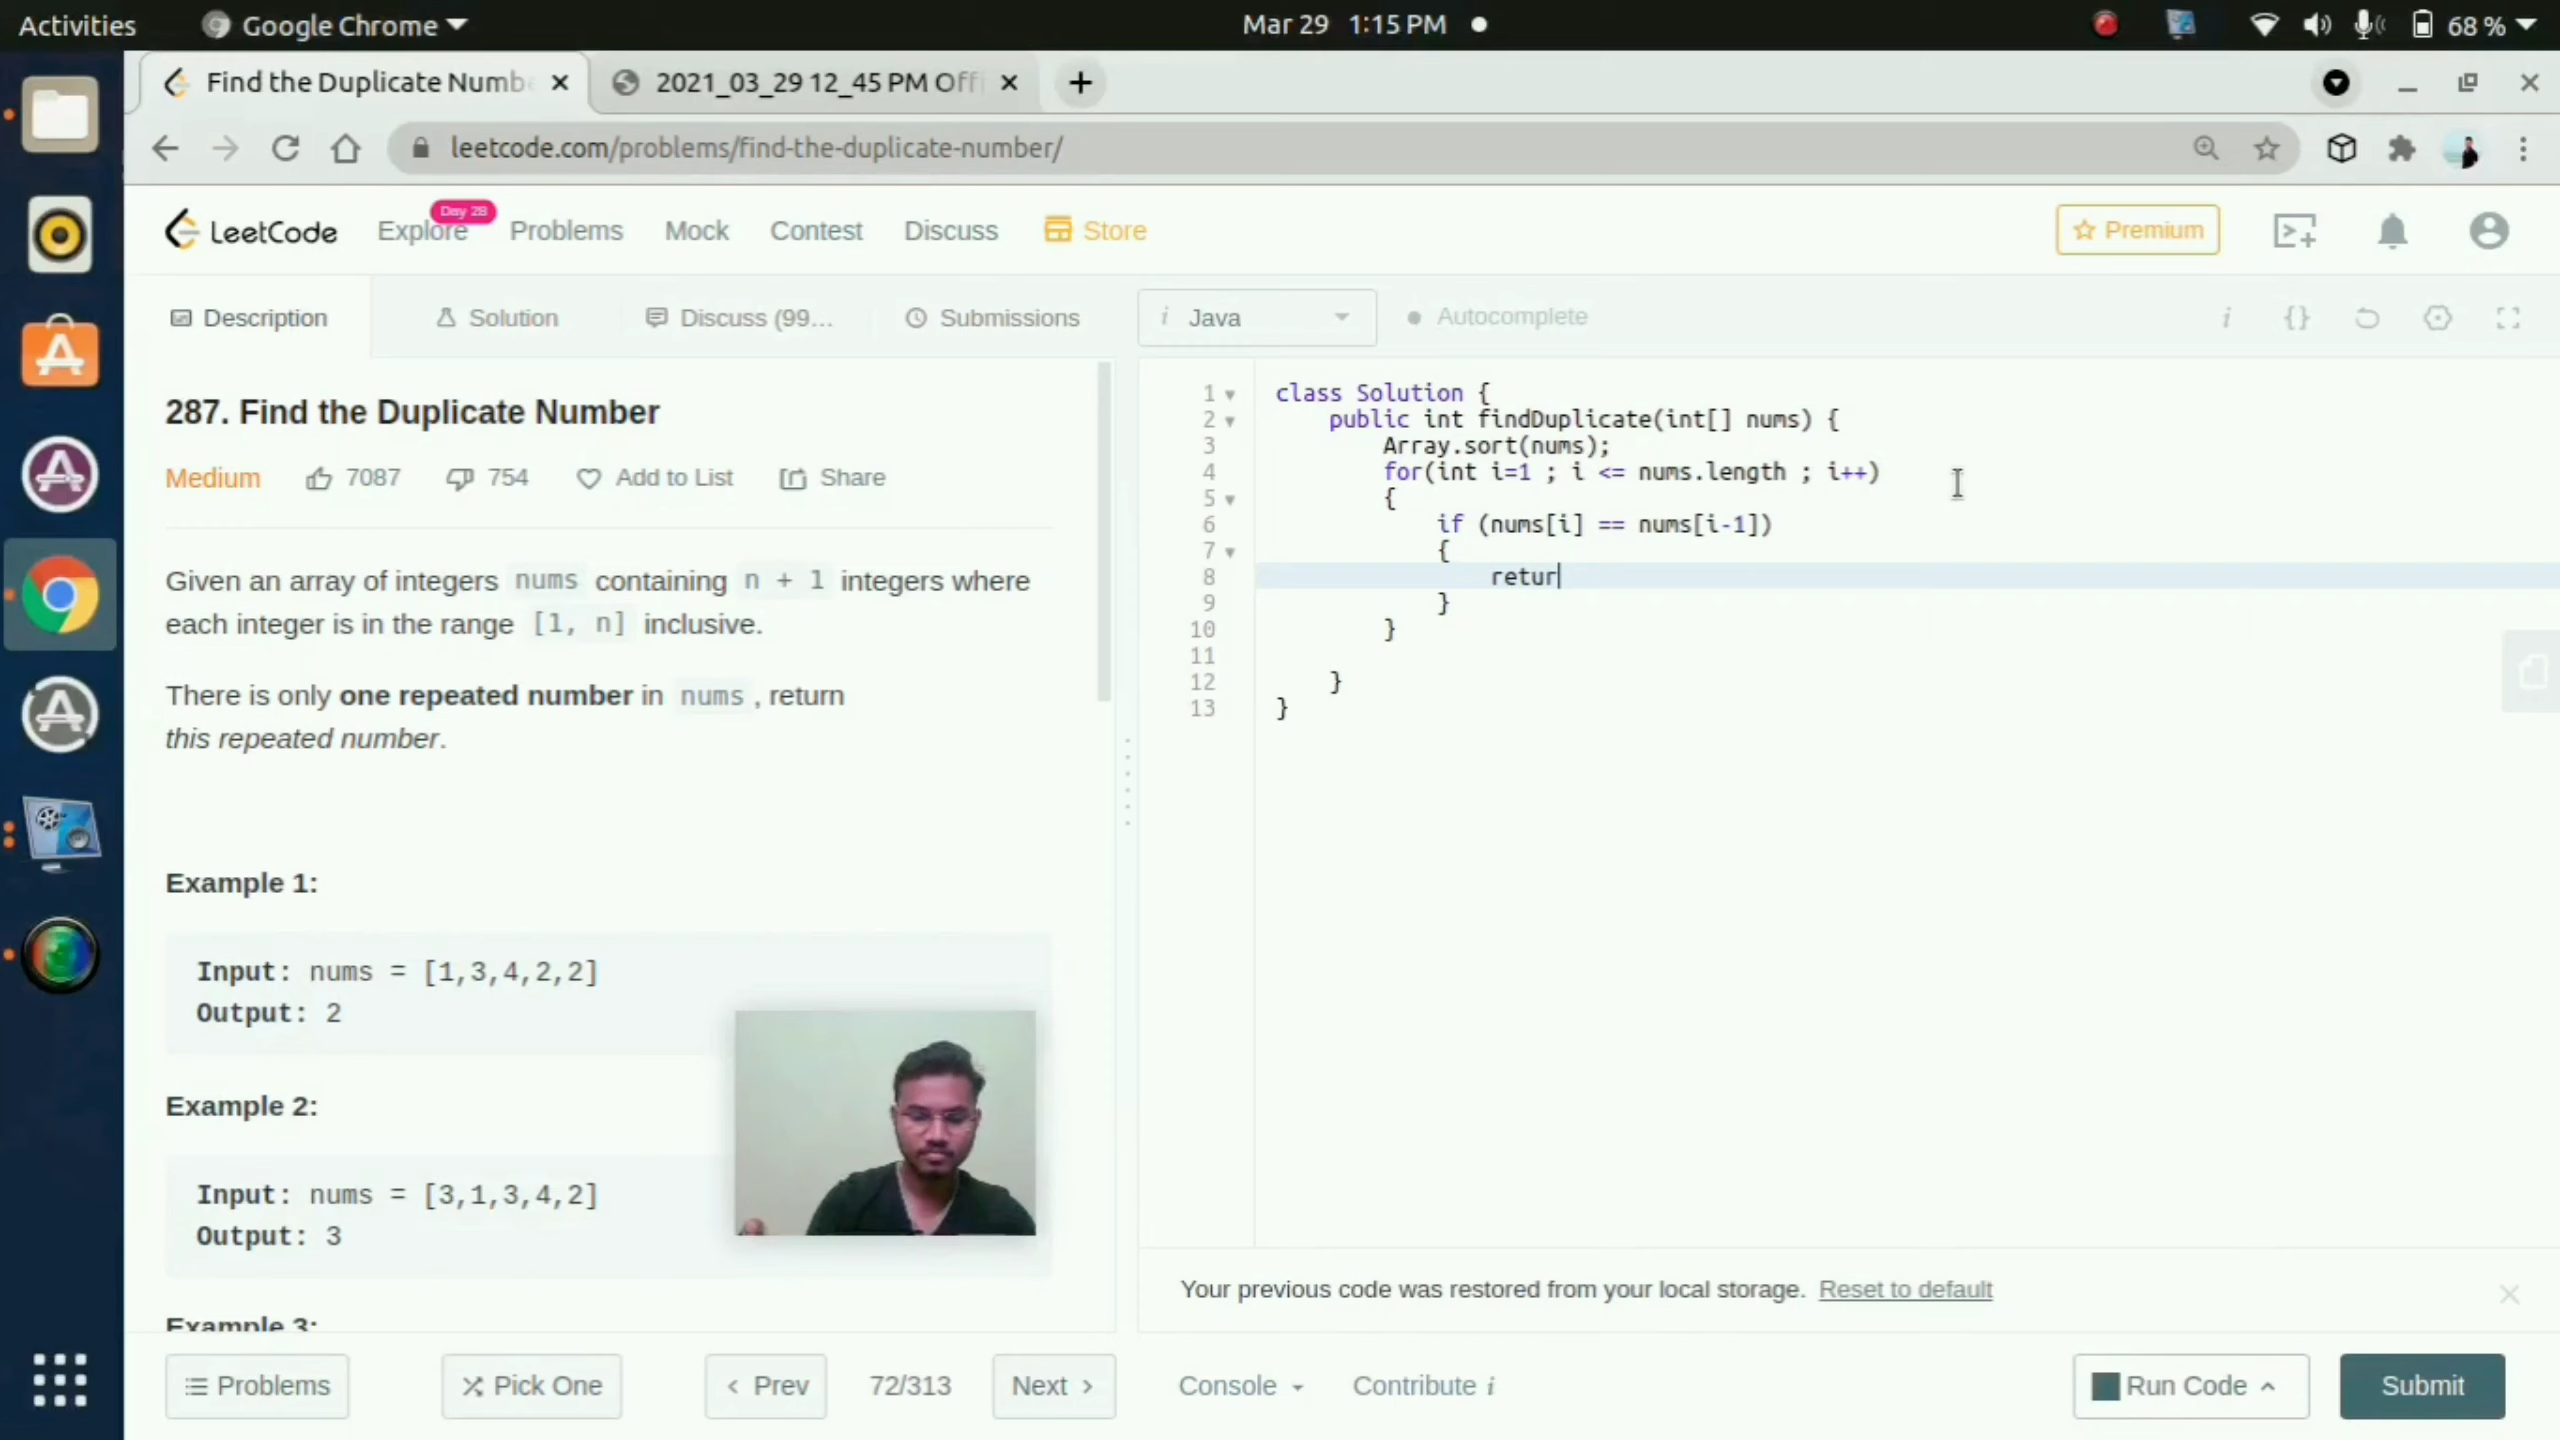 Activities
Google Chrome
Mar 29 1:15 PM
68 %
Find the Duplicate Numb
2021_03_29 12_45 PM Offi
leetcode.com/problems/find-the-duplicate-number/
LeetCode
Explore
Day 28
Problems
Mock
Contest
Discuss
Store
Premium
Description
Solution
Discuss (99...
Submissions
i Java
Autocomplete
287. Find the Duplicate Number
Medium
7087
754
Add to List
Share
Given an array of integers nums containing n + 1 integers where
each integer is in the range [1, n] inclusive.
There is only one repeated number in nums , return
this repeated number.
Example 1:
Input: nums = [1,3,4,2,2]
Output: 2
Example 2:
Input: nums = [3,1,3,4,2]
Output: 3
Example 3:
1 class Solution {
2 public int findDuplicate(int[] nums) {
3 Array.sort(nums);
4 for(int i=1 ; i <= nums.length ; i++)
5 {
6 if (nums[i] == nums[i-1])
7 {
8 retur
9 }
10 }
11
12 }
13 }
Your previous code was restored from your local storage. Reset to default
Problems
Pick One
Prev
72/313
Next
Console
Contribute i
Run Code
Submit